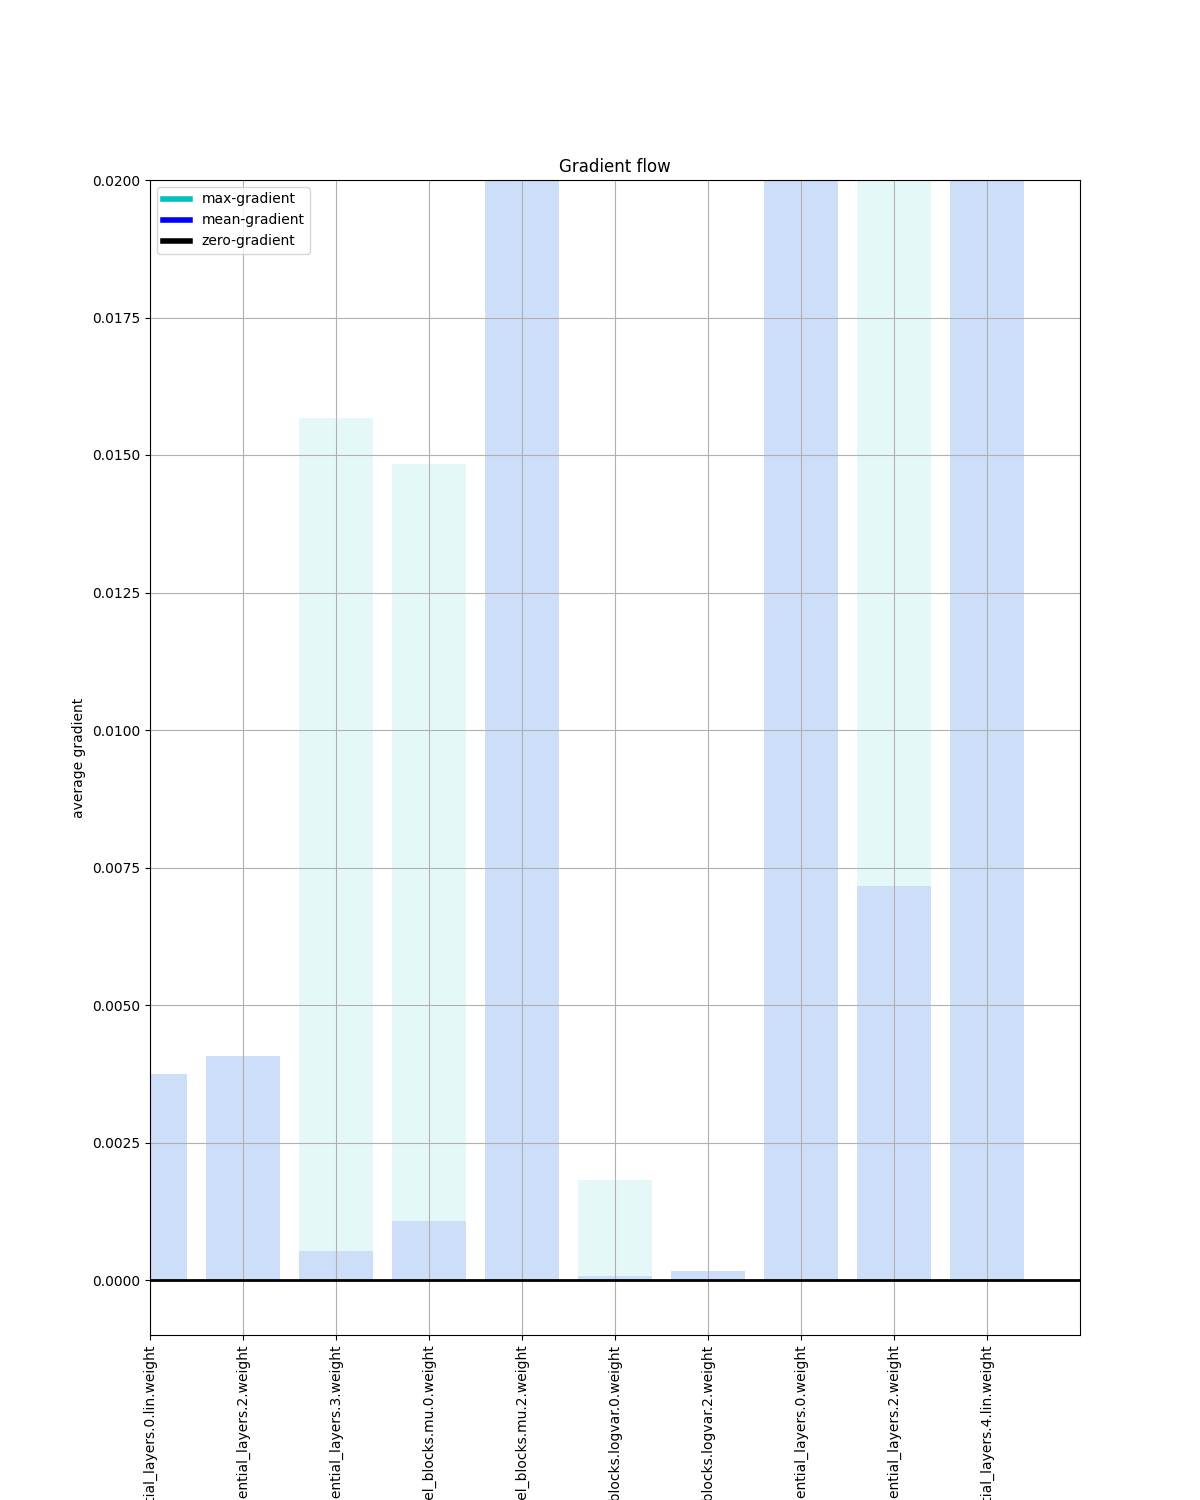 Gradient flow
max-gradient
mean-gradient
zero-gradient
0.0200
0.0175
0.0150
0.0125
0.0100
0.0075
0.0050
0.0025
0.0000
average gradient
tial_layers.0.lin.weight
ential_layers.2.weight
ential_layers.3.weight
el_blocks.mu.0.weight
el_blocks.mu.2.weight
blocks.logvar.0.weight
blocks.logvar.2.weight
ential_layers.0.weight
ential_layers.2.weight
tial_layers.4.lin.weight